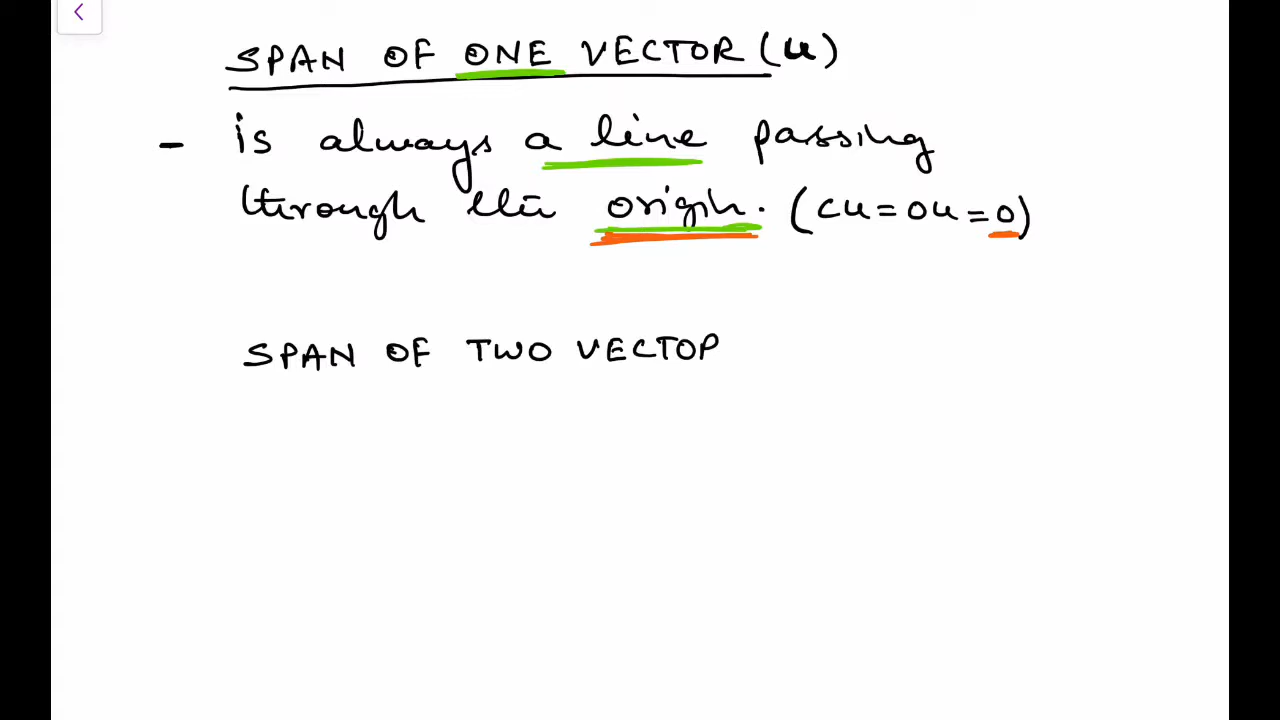 SPAN OF ONE VECTOR (u)
- is always a line passing
through the origin. (cu = 0u = 0)
SPAN OF TWO VECTOP